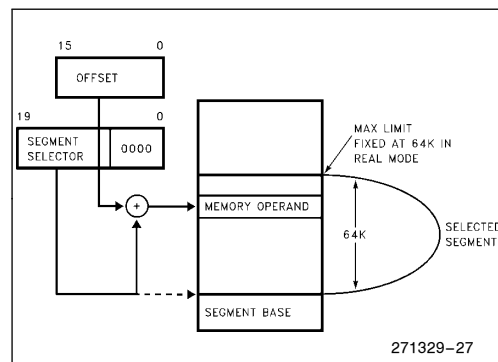 15 0
OFFSET
19 0
SEGMENT
SELECTOR
0000
+
MAX LIMIT
FIXED AT 64K IN
REAL MODE
MEMORY OPERAND
64K
SELECTED
SEGMENT
SEGMENT BASE
271329–27